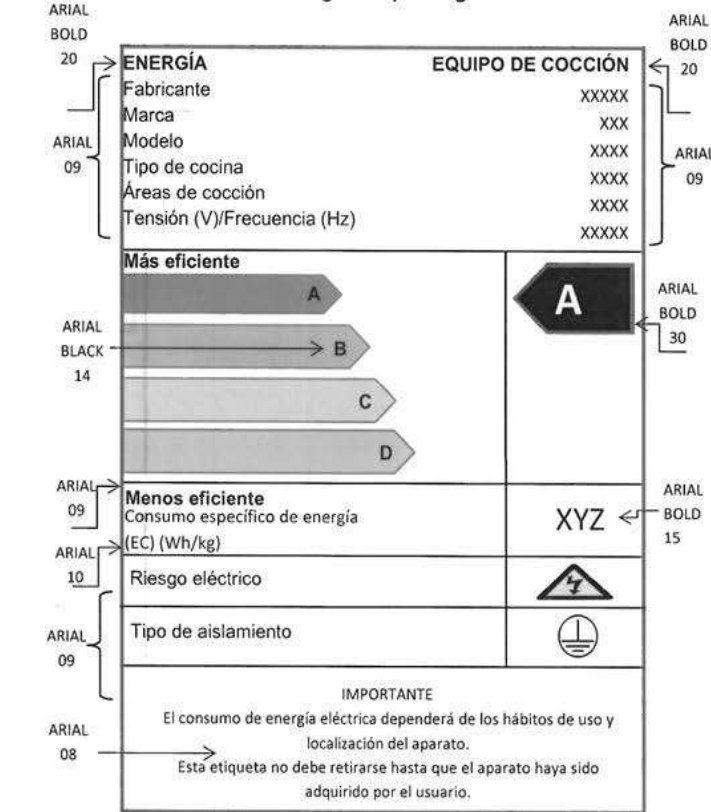 ARIAL
BOLD
20
ARIAL
BOLD
20
ENERGÍA EQUIPO DE COCCIÓN
Fabricante XXXXX
Marca XXX
Modelo XXXX
Tipo de cocina XXXX
Áreas de cocción XXXX
Tensión (V)/Frecuencia (Hz) XXXXX
ARIAL
09
ARIAL
09
Más eficiente
A
A
ARIAL
BOLD
30
ARIAL
BLACK
14
B
C
D
ARIAL
09
Menos eficiente
Consumo específico de energía
(EC) (Wh/kg)
XYZ
ARIAL
BOLD
15
ARIAL
10
Riesgo eléctrico
Tipo de aislamiento
ARIAL
09
IMPORTANTE
El consumo de energía eléctrica dependerá de los hábitos de uso y
localización del aparato.
Esta etiqueta no debe retirarse hasta que el aparato haya sido
adquirido por el usuario.
ARIAL
08